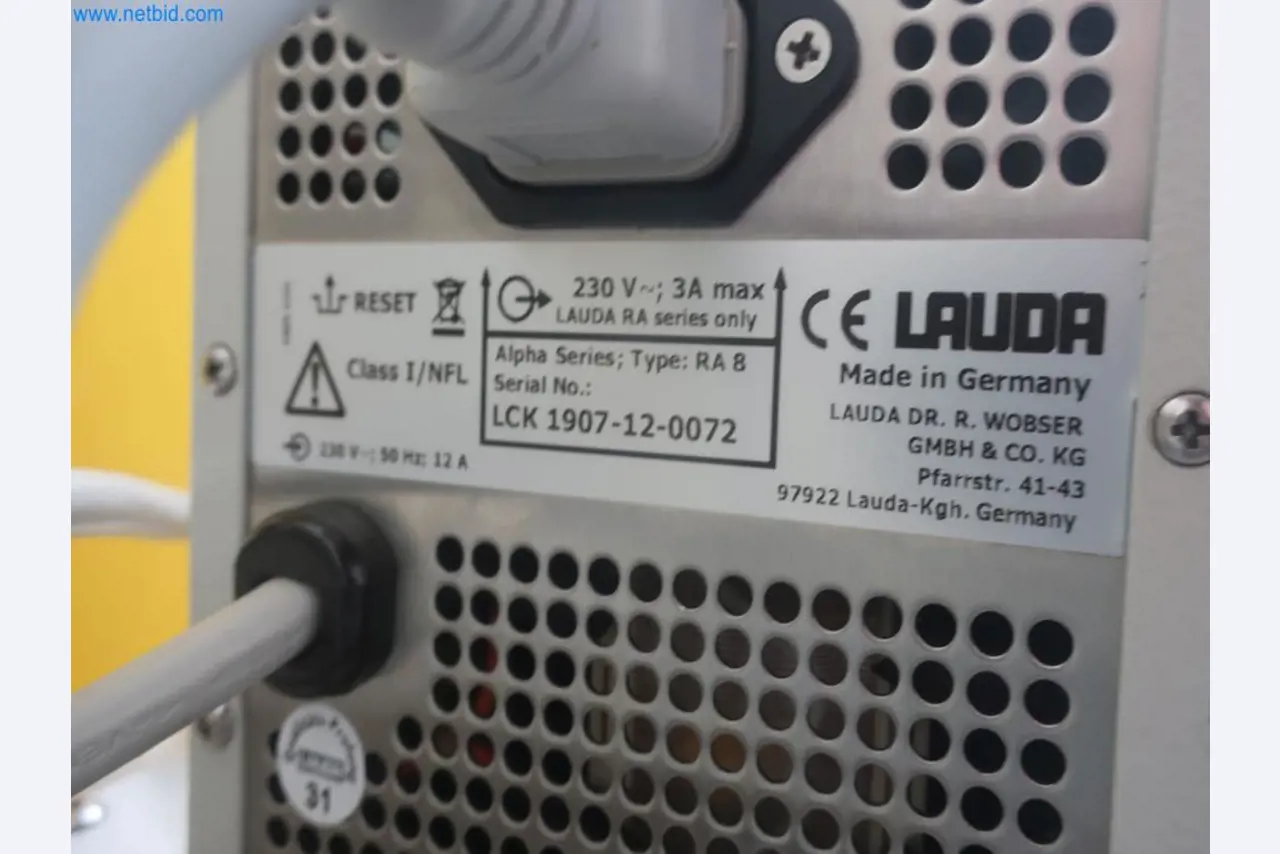 www.netbid.com
RESET
230 V~; 3A max
LAUDA RA series only
Class I/NFL
Alpha Series; Type: RA 8
Serial No.:
LCK 1907-12-0072
230 V~; 50 Hz; 12 A
CE LAUDA
Made in Germany
LAUDA DR. R. WOBSER
GMBH & CO. KG
Pfarrstr. 41-43
97922 Lauda-Kgh. Germany
31